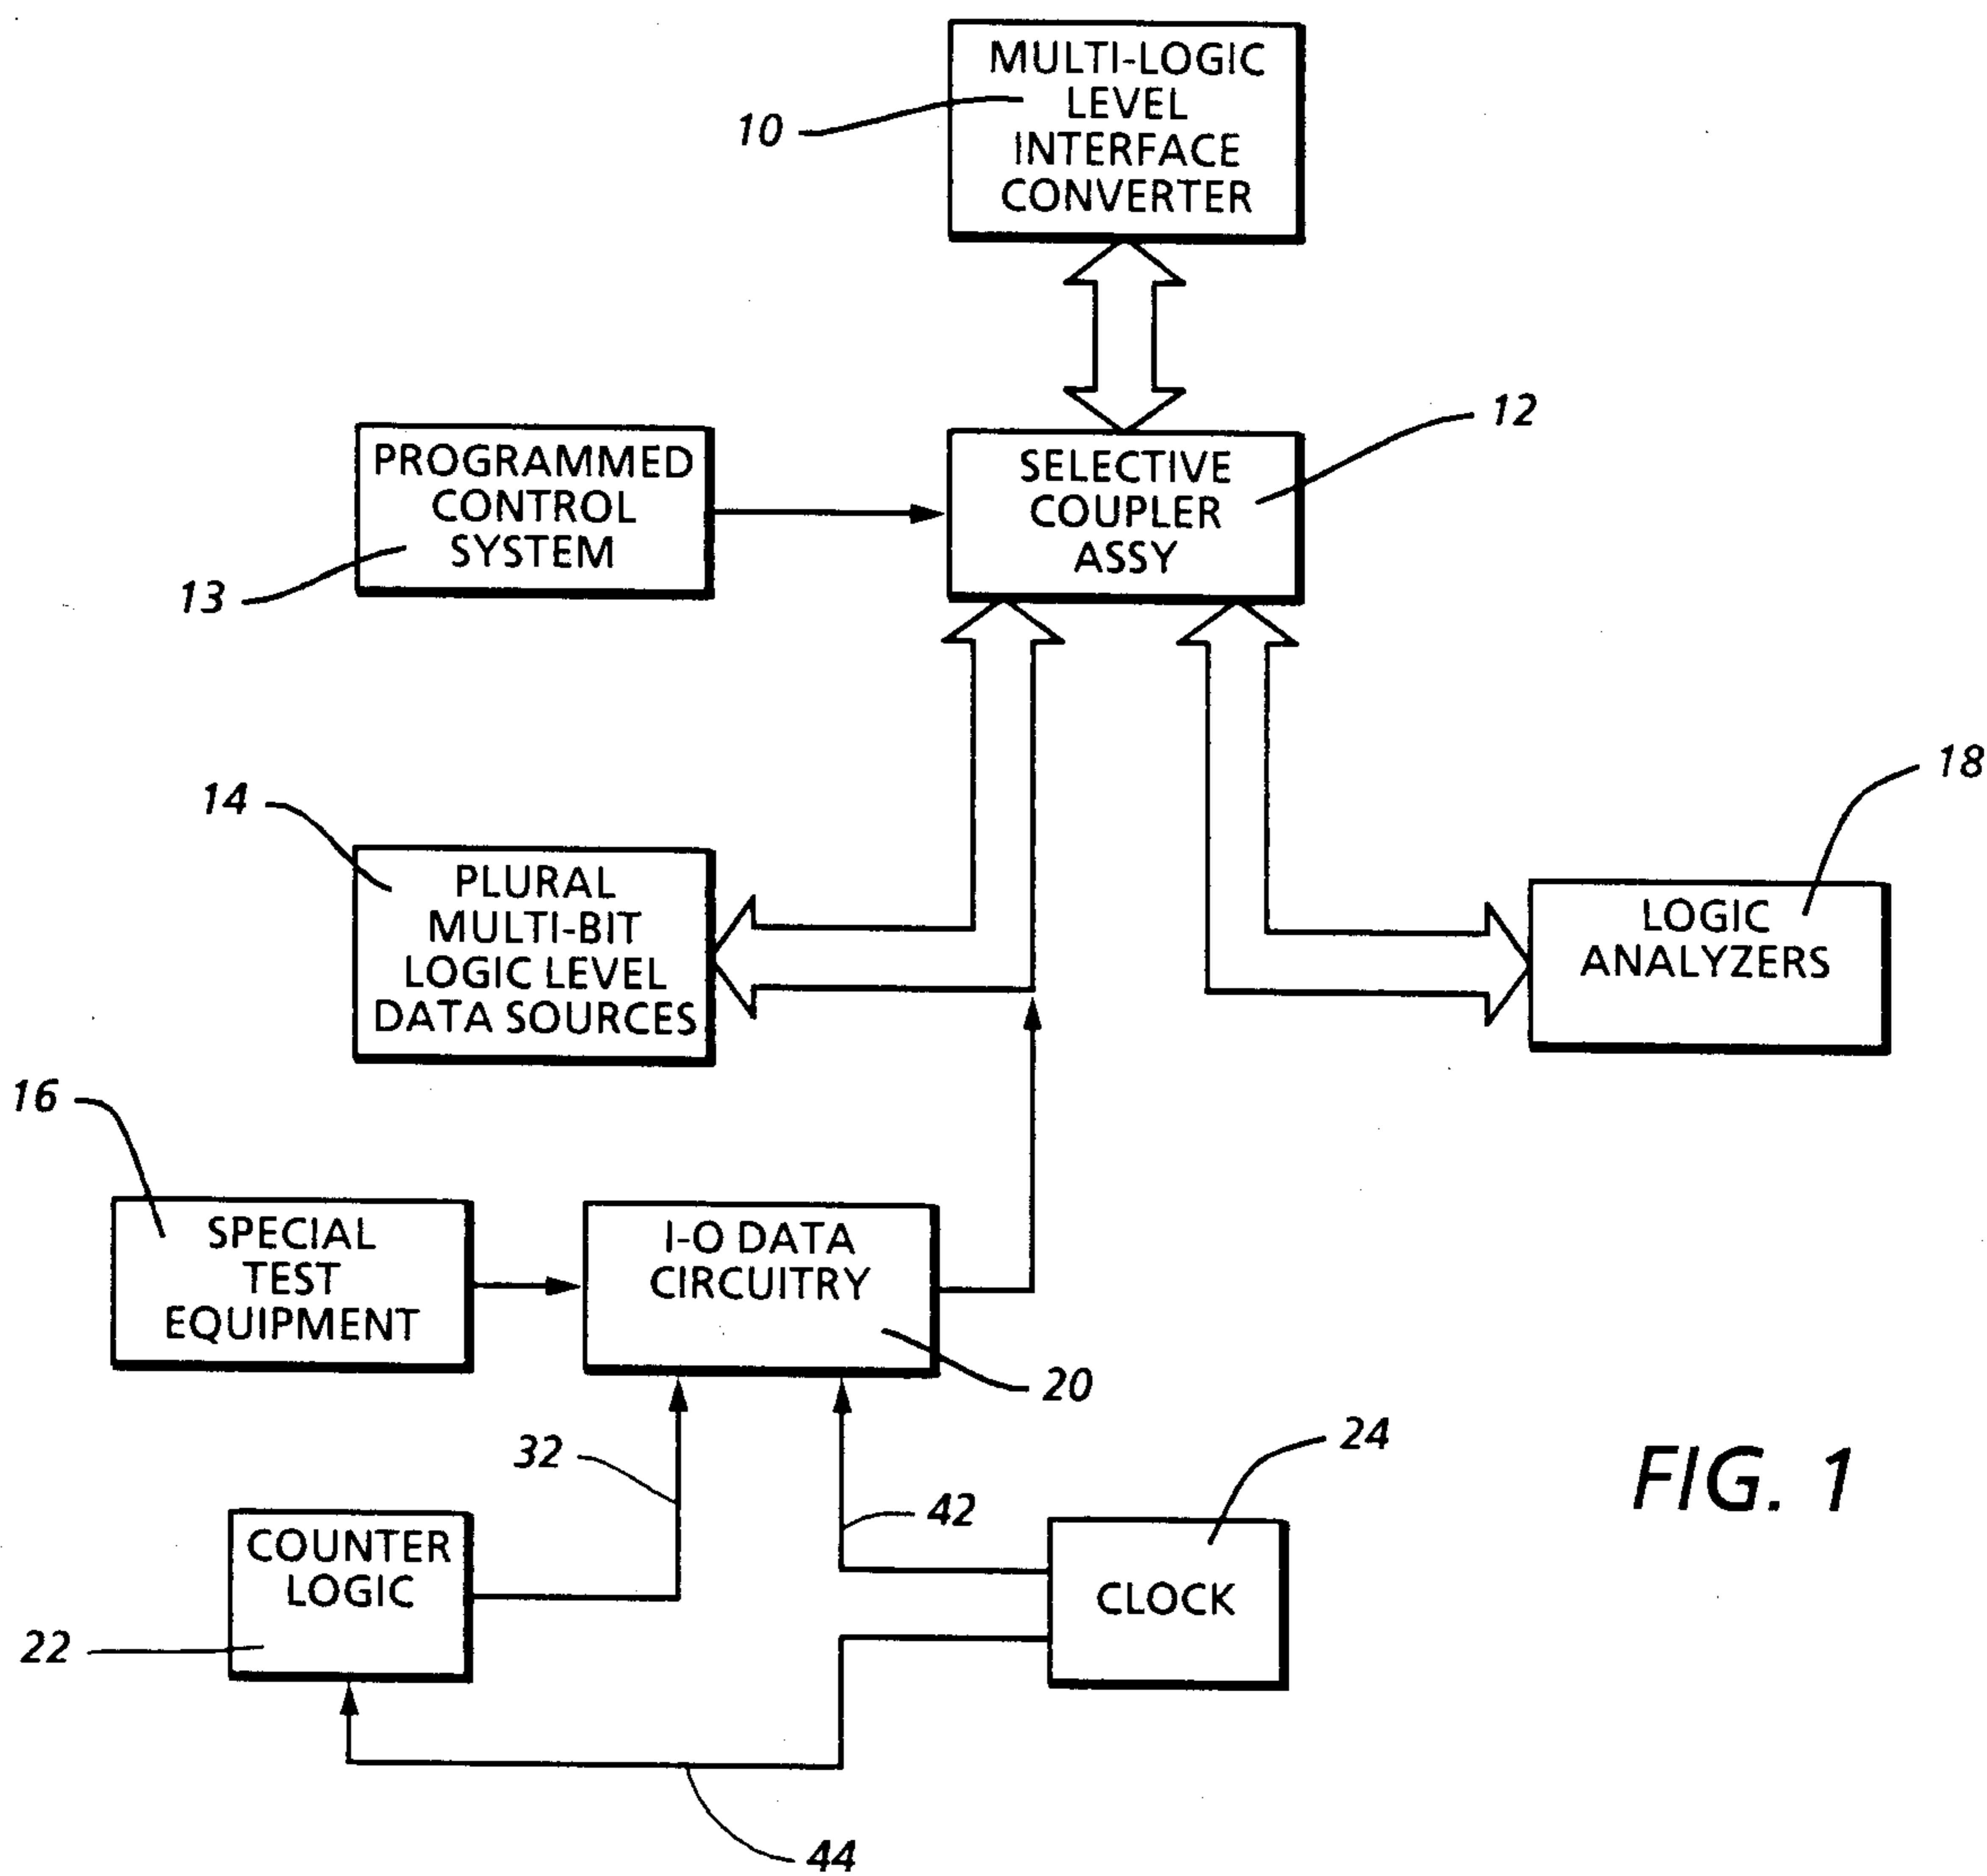 MULTI-LOGIC
LEVEL
INTERFACE
CONVERTER
10
12
PROGRAMMED
CONTROL
SYSTEM
13
SELECTIVE
COUPLER
ASSY
14
PLURAL
MULTI-BIT
LOGIC LEVEL
DATA SOURCES
18
LOGIC
ANALYZERS
16
SPECIAL
TEST
EQUIPMENT
I-O DATA
CIRCUITRY
20
32
42
24
FIG. 1
COUNTER
LOGIC
22
CLOCK
44